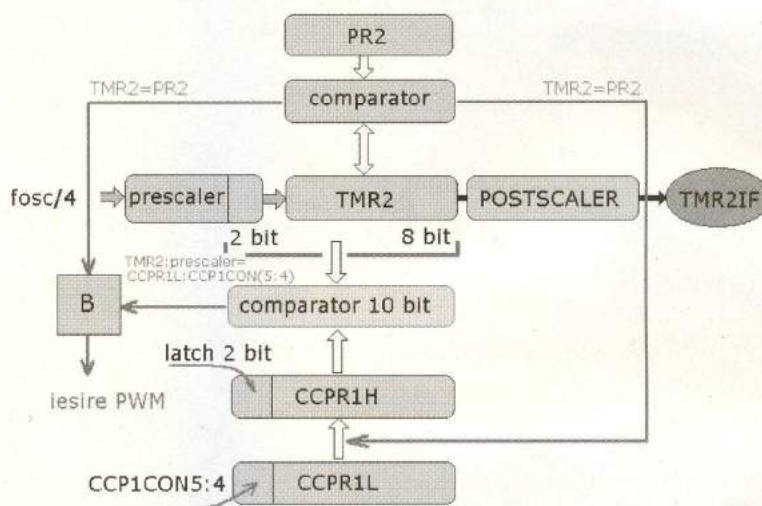 PR2
TMR2=PR2
comparator
TMR2=PR2
fosc/4
prescaler
TMR2
POSTSCALER
TMR2IF
2 bit
8 bit
TMR2:prescaler=
CCPR1L:CCP1CON(5:4)
B
comparator 10 bit
latch 2 bit
iesire PWM
CCPR1H
CCP1CON5:4
CCPR1L